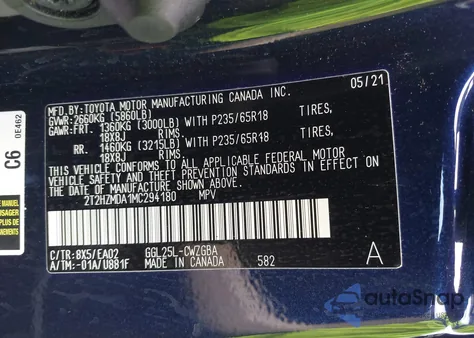 MFD.BY TOYOTA MOTOR MANUFACTURING CANADA INC. 05/21
GVWR: 2660KG (5860LB)
GAWR: FRT. 1360KG (3000LB) WITH P235/65R18 TIRES,
18X8J RIMS.
RR. 1460KG (3215LB) WITH P235/65R18 TIRES,
18X8J RIMS.
THIS VEHICLE CONFORMS TO ALL APPLICABLE FEDERAL MOTOR
VEHICLE SAFETY AND THEFT PREVENTION STANDARDS IN EFFECT ON
THE DATE OF MANUFACTURE SHOWN ABOVE.
2T2HZMDA1MC294180 MPV
C/TR: 8X5/EA02 GGL25L-CWZGBA A
A/TM: -01A/U881F MADE IN CANADA 582
0E462
C6
autoSnap